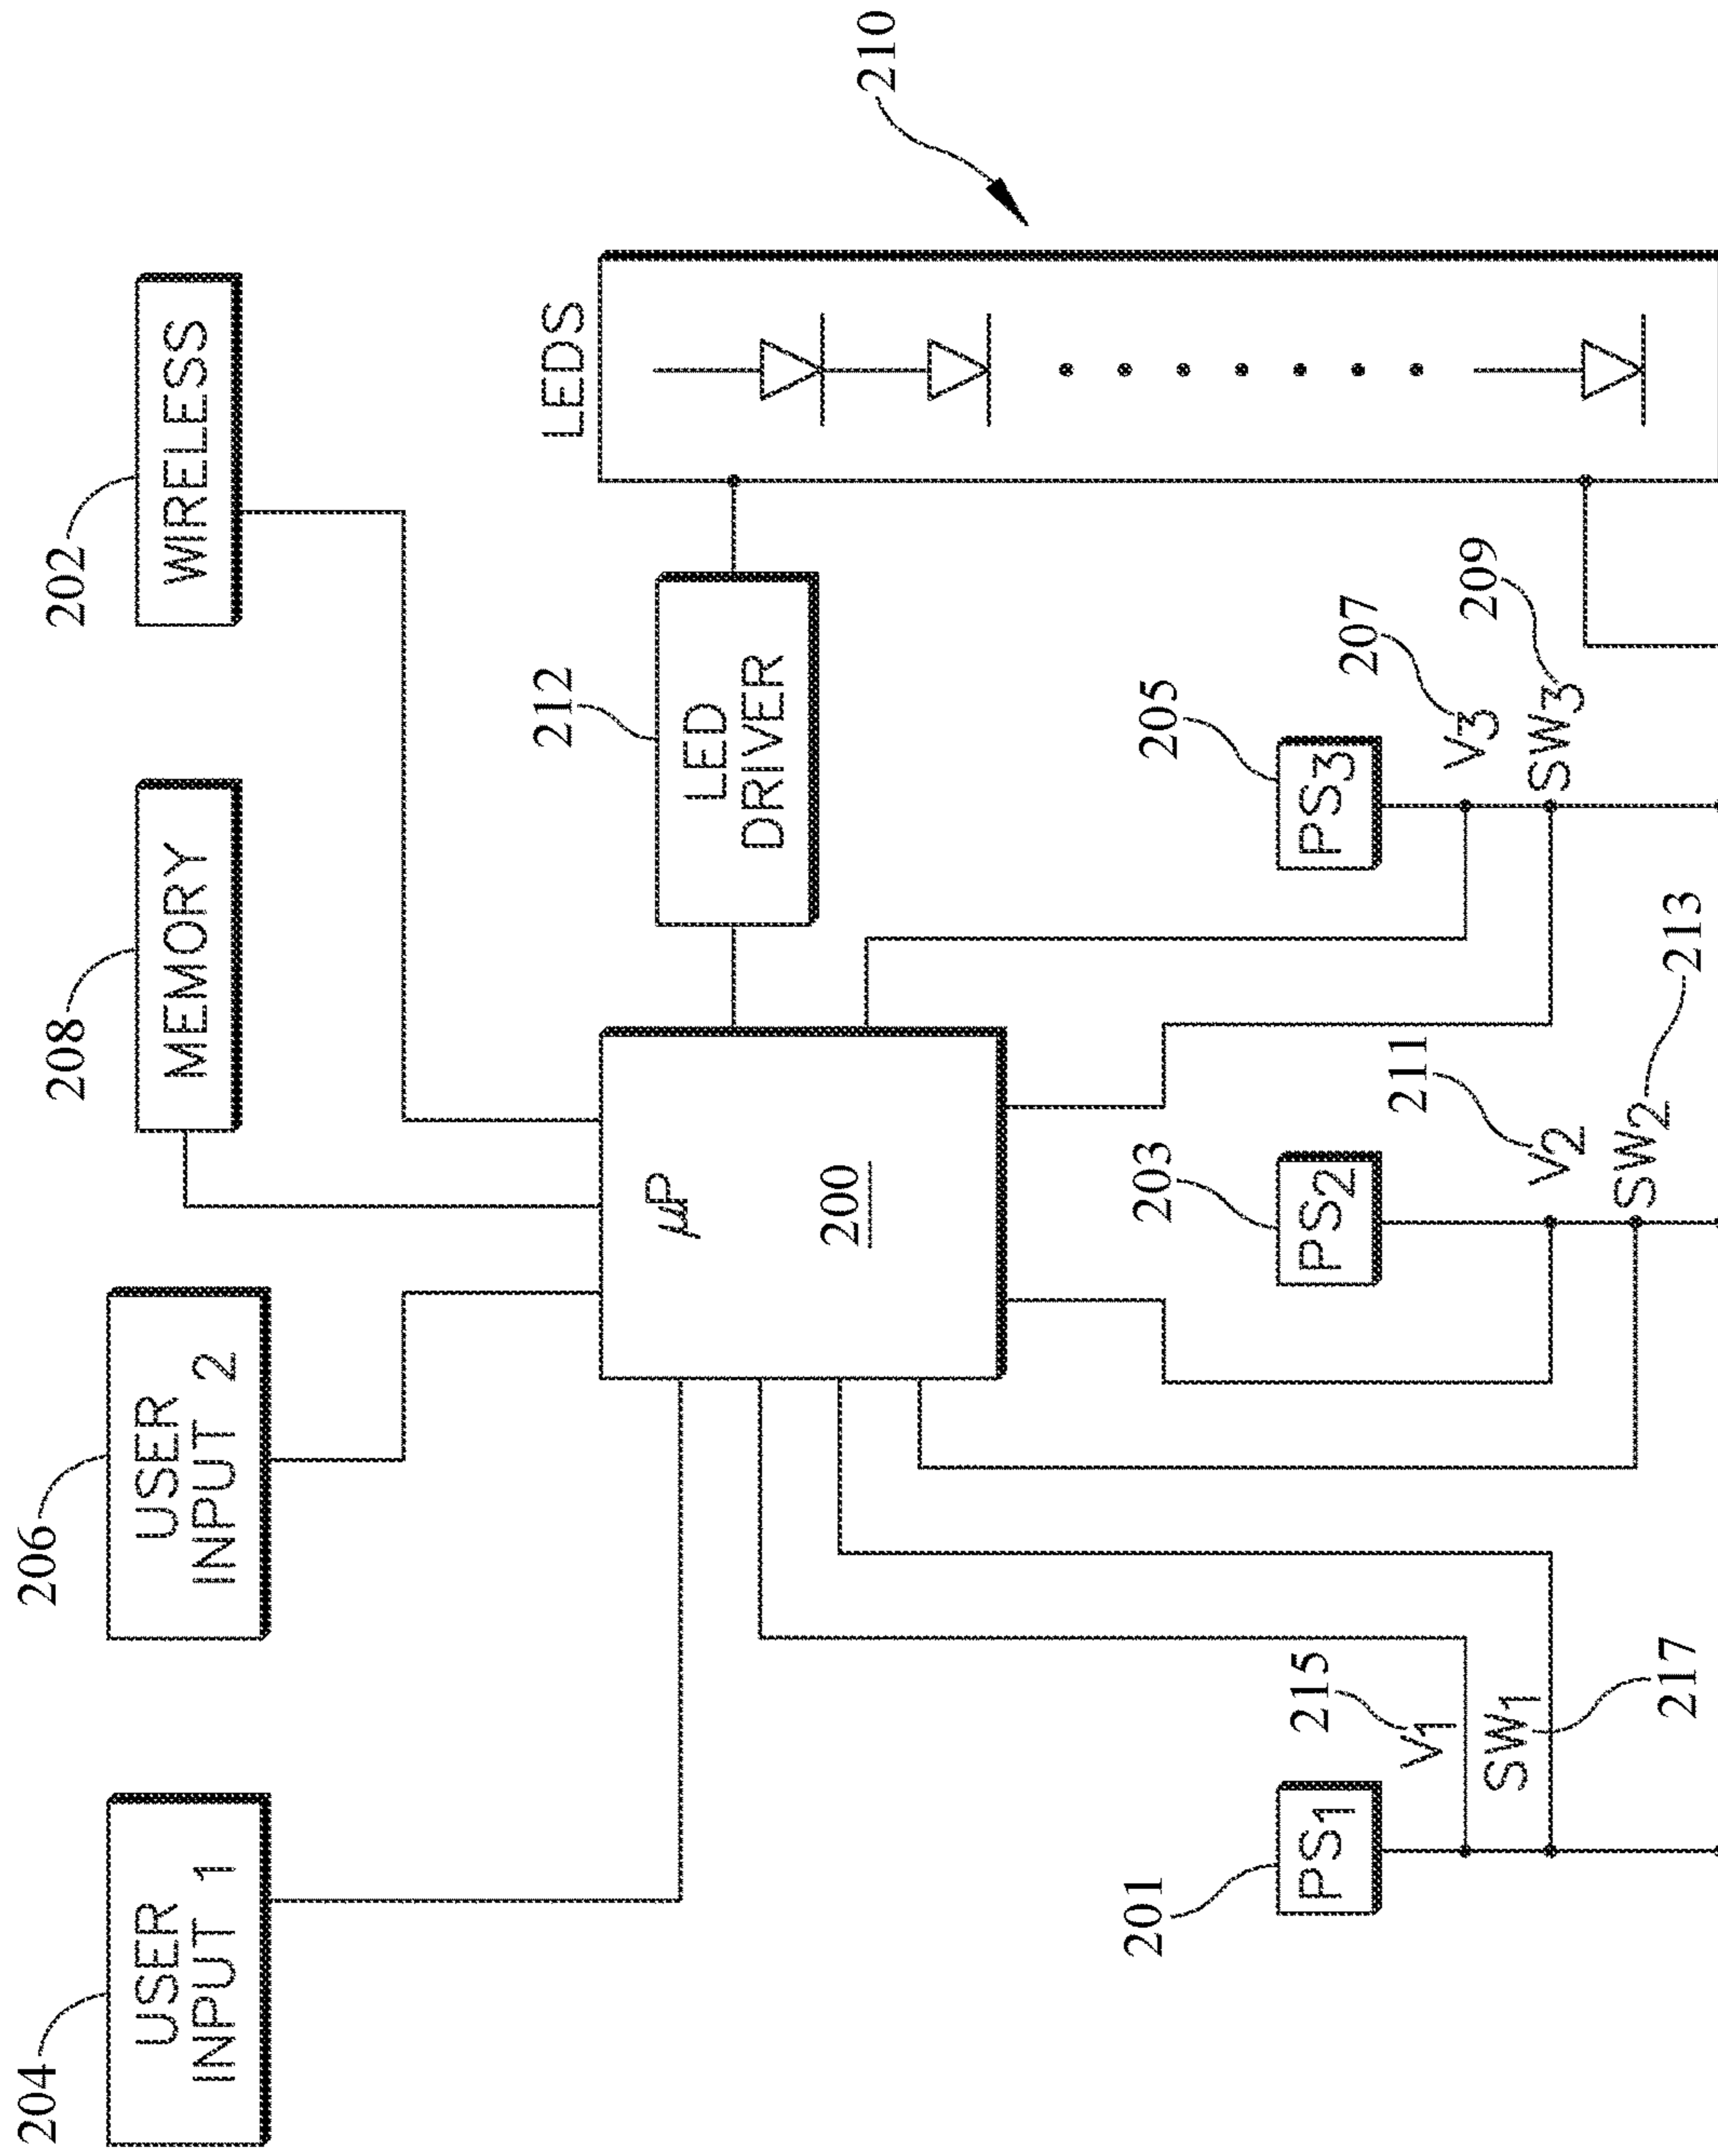 204
USER
INPUT 1
206
USER
INPUT 2
208
MEMORY
202
WIRELESS
μP
200
212
LED
DRIVER
LEDS
210
201
PS1
215
V1
SW1
217
203
PS2
211
V2
SW2
213
205
PS3
207
V3
SW3
209